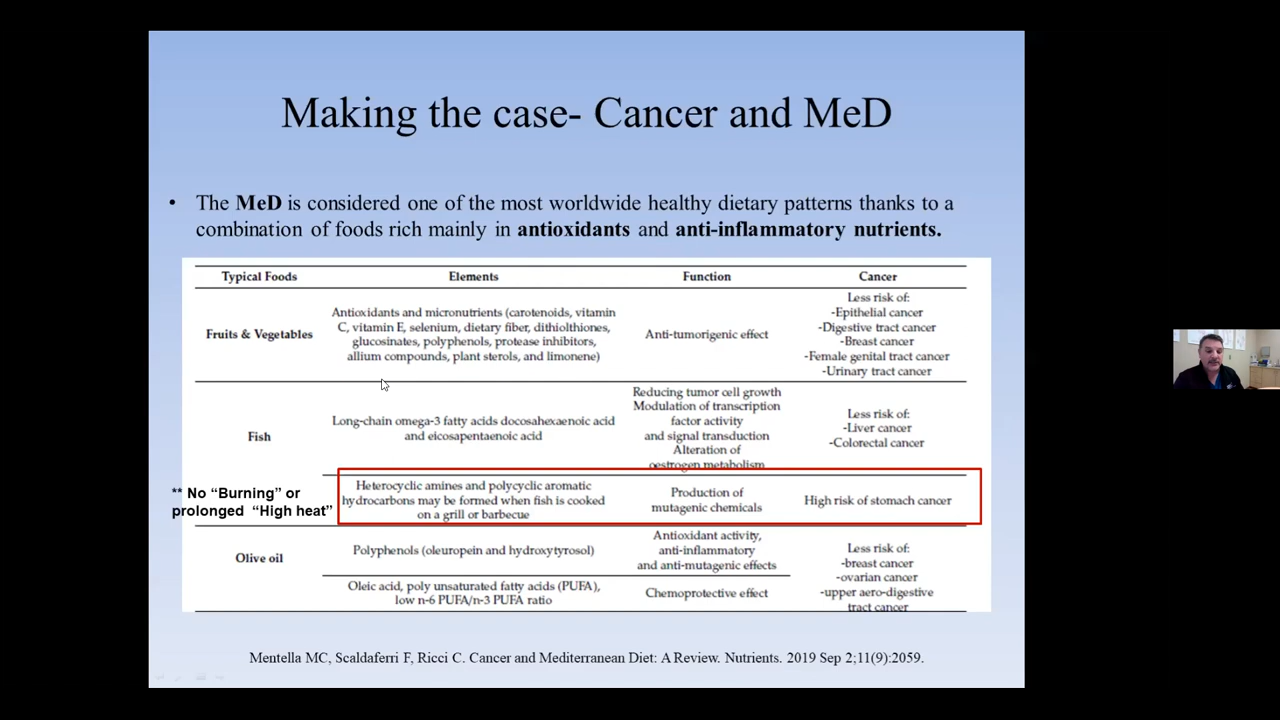 Making the case- Cancer and MeD
• The MeD is considered one of the most worldwide healthy dietary patterns thanks to a
combination of foods rich mainly in antioxidants and anti-inflammatory nutrients.
Typical Foods Elements Function Cancer
Fruits & Vegetables
Antioxidants and micronutrients (carotenoids, vitamin
C, vitamin E, selenium, dietary fiber, dithiolthiones,
glucosinates, polyphenols, protease inhibitors,
allium compounds, plant sterols, and limonene)
Anti-tumorigenic effect
Less risk of:
-Epithelial cancer
-Digestive tract cancer
-Breast cancer
-Female genital tract cancer
-Urinary tract cancer
Fish
Long-chain omega-3 fatty acids docosahexaenoic acid
and eicosapentaenoic acid
Reducing tumor cell growth
Modulation of transcription
factor activity
and signal transduction
Alteration of
oestrogen metabolism
Less risk of:
-Liver cancer
-Colorectal cancer
** No “Burning” or
prolonged “High heat”
Heterocyclic amines and polycyclic aromatic
hydrocarbons may be formed when fish is cooked
on a grill or barbecue
Production of
mutagenic chemicals
High risk of stomach cancer
Olive oil
Polyphenols (oleuropein and hydroxytyrosol)
Antioxidant activity,
anti-inflammatory
and anti-mutagenic effects
Oleic acid, poly unsaturated fatty acids (PUFA),
low n-6 PUFA/n-3 PUFA ratio
Chemoprotective effect
Less risk of:
-breast cancer
-ovarian cancer
-upper aero-digestive
tract cancer
Mentella MC, Scaldaferri F, Ricci C. Cancer and Mediterranean Diet: A Review. Nutrients. 2019 Sep 2;11(9):2059.